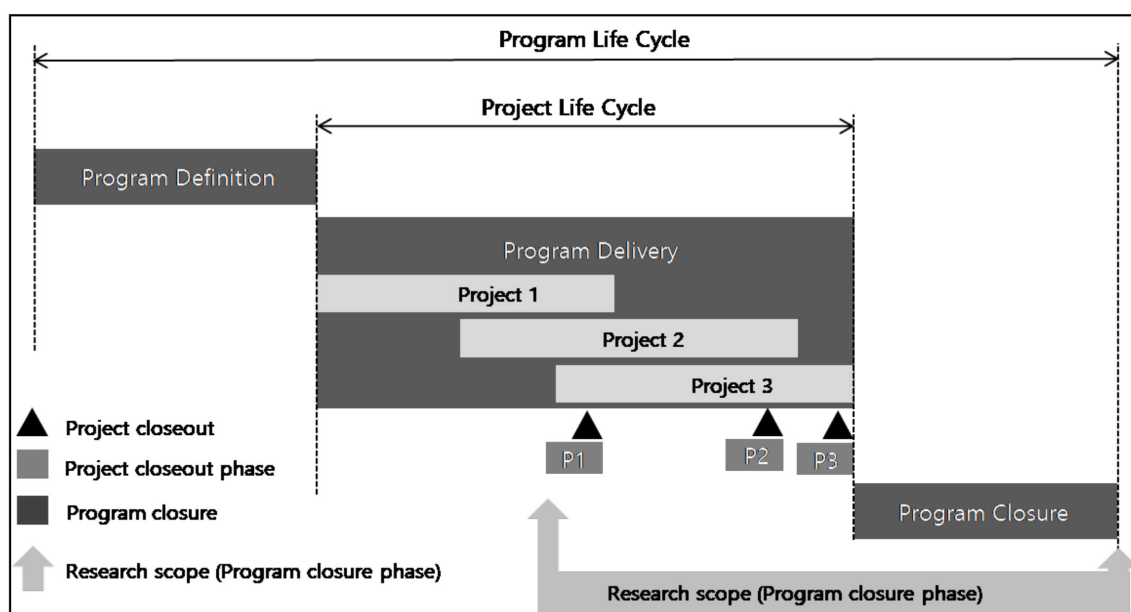 Program Life Cycle
Project Life Cycle
Program Definition
Program Delivery
Project 1
Project 2
Project 3
Project closeout
P1
P2
P3
Project closeout phase
Program closure
Program Closure
Research scope (Program closure phase)
Research scope (Program closure phase)